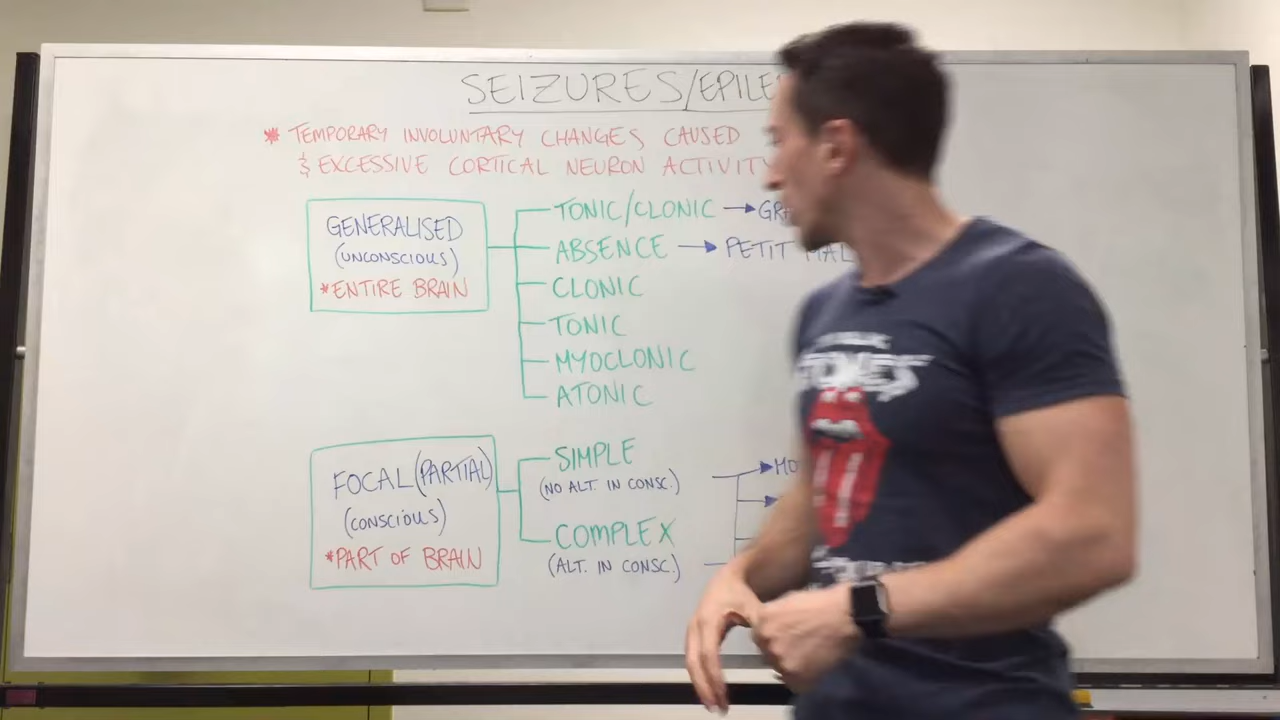 SEIZURES/EPILE
* TEMPORARY INVOLUNTARY CHANGES CAUSED
& EXCESSIVE CORTICAL NEURON ACTIVITY
GENERALISED
(UNCONSCIOUS)
*ENTIRE BRAIN
TONIC/CLONIC → GRA
ABSENCE → PETIT MAL
CLONIC
TONIC
MYOCLONIC
ATONIC
FOCAL (PARTIAL)
(CONSCIOUS)
*PART OF BRAIN
SIMPLE
(NO ALT. IN CONSC.)
COMPLEX
(ALT. IN CONSC.)
MO